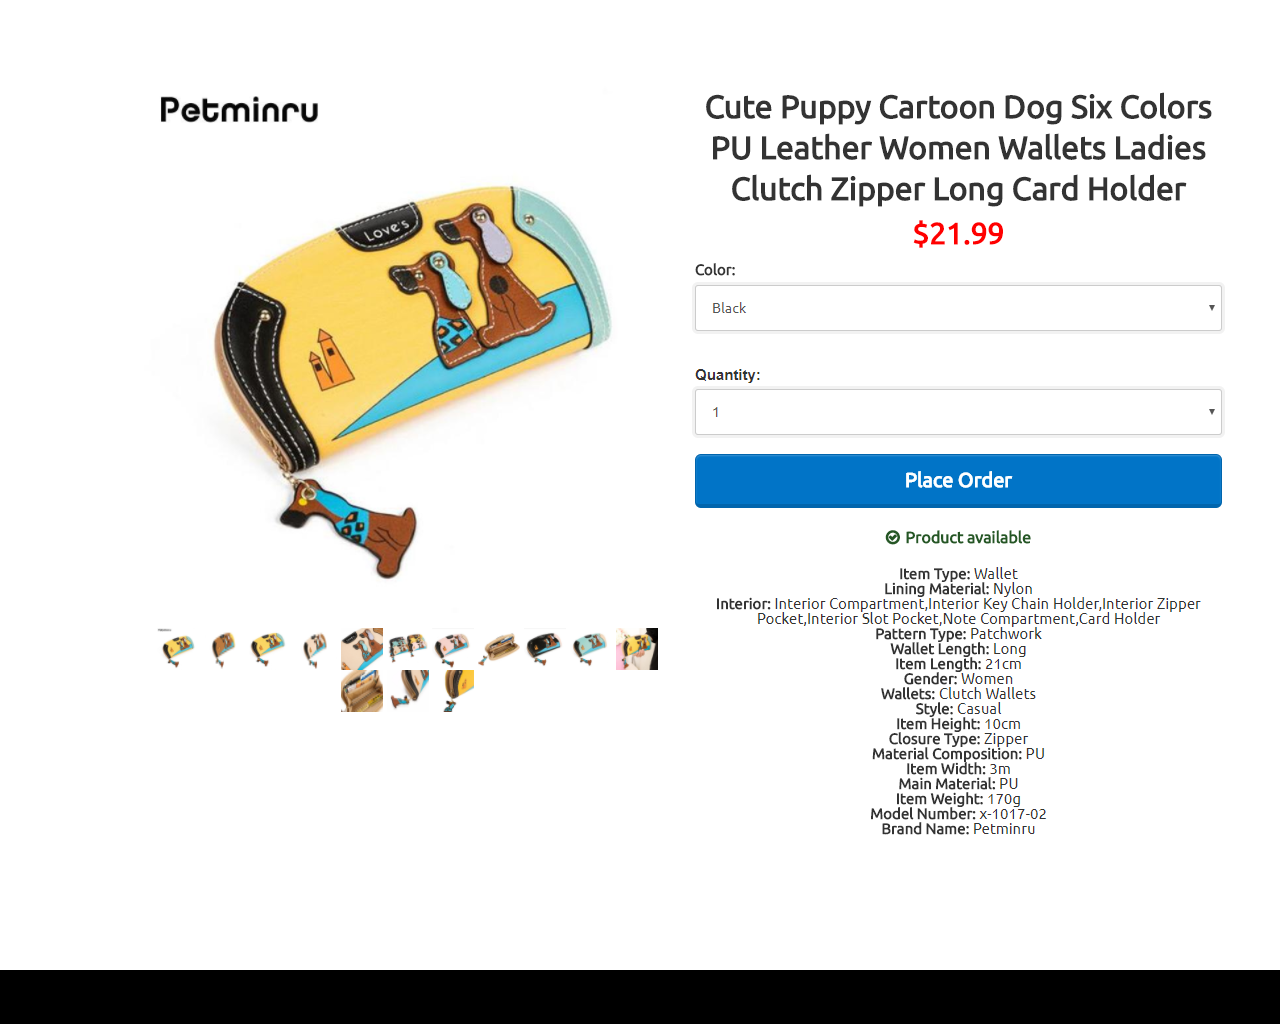 Petminru
Love's
Cute Puppy Cartoon Dog Six Colors
PU Leather Women Wallets Ladies
Clutch Zipper Long Card Holder
$21.99
Color:
Black
Quantity:
1
Place Order
Product available
Item Type: Wallet
Lining Material: Nylon
Interior: Interior Compartment,Interior Key Chain Holder,Interior Zipper
Pocket,Interior Slot Pocket,Note Compartment,Card Holder
Pattern Type: Patchwork
Wallet Length: Long
Item Length: 21cm
Gender: Women
Wallets: Clutch Wallets
Style: Casual
Item Height: 10cm
Closure Type: Zipper
Material Composition: PU
Item Width: 3m
Main Material: PU
Item Weight: 170g
Model Number: x-1017-02
Brand Name: Petminru